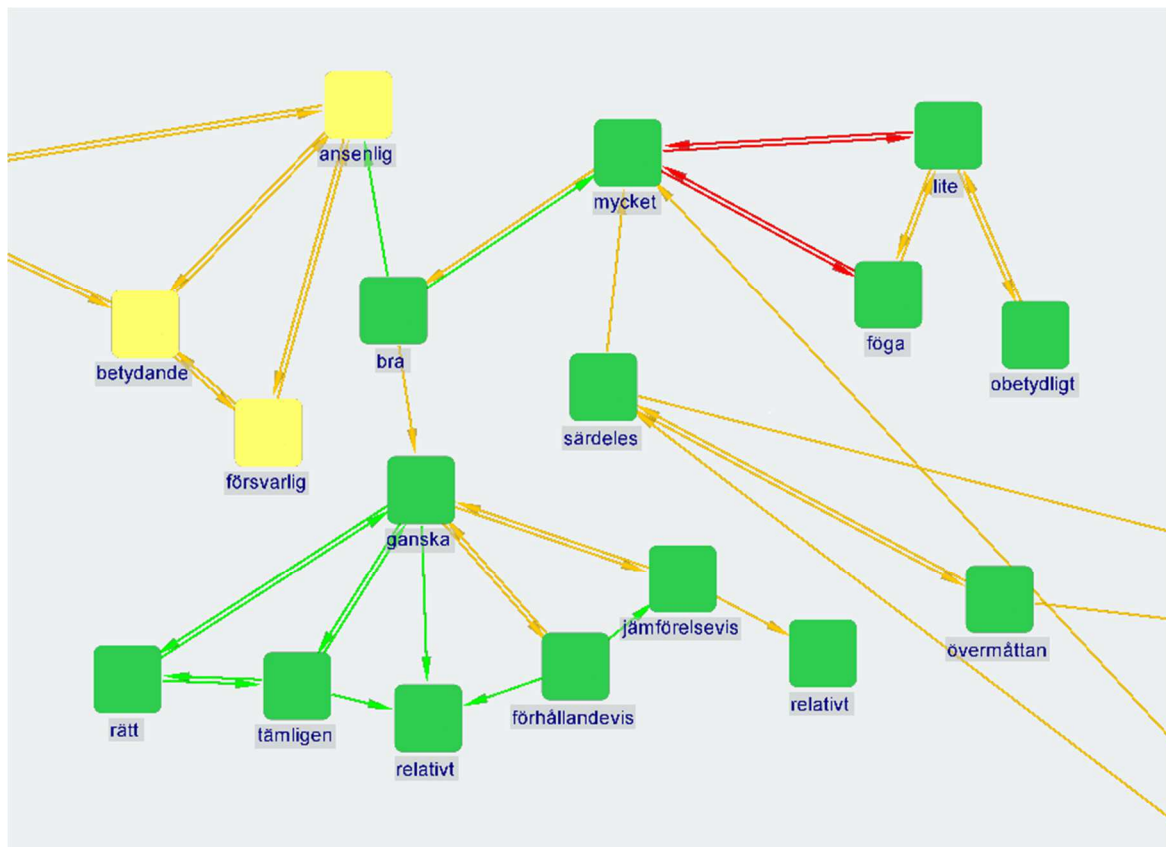 ansenlig
mycket
lite
föga
bra
betydande
obetydligt
särdeles
försvarlig
ganska
jämförelsevis
övermåttan
relativt
förhållandevis
rätt
tämligen
relativt